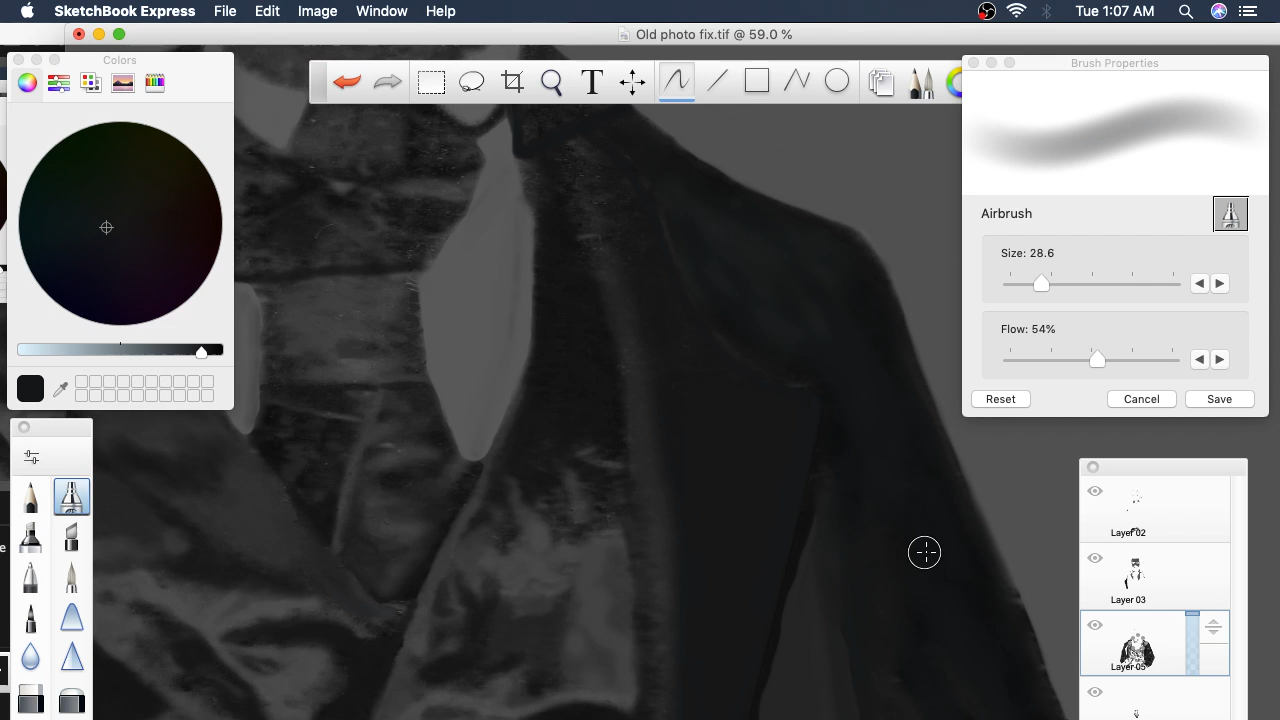 SketchBook Express File Edit Image Window Help Tue 1:07 AM
Old photo fix.tif @ 59.0 %
Colors
Brush Properties
T
Airbrush
Size: 28.6
Flow: 54%
Reset Cancel Save
Layer 02
Layer 03
Layer 05